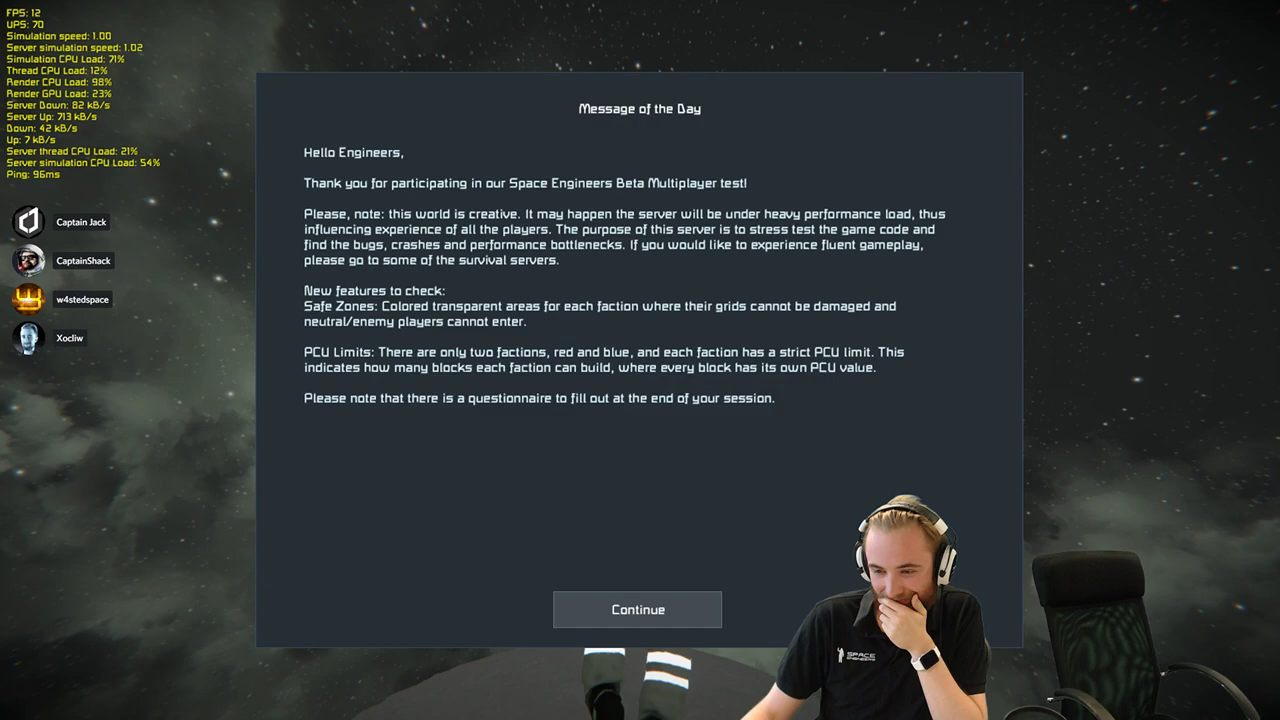 FPS: 12
UPS: 70
Simulation speed: 1.00
Server simulation speed: 1.02
Simulation CPU Load: 71%
Thread CPU Load: 12%
Render CPU Load: 98%
Render GPU Load: 23%
Server Down: 82 kB/s
Server Up: 713 kB/s
Down: 42 kB/s
Up: 7 kB/s
Server thread CPU Load: 21%
Server simulation CPU Load: 54%
Ping: 96ms
Captain Jack
CaptainShack
w4stedspace
Xocliw
Message of the Day
Hello Engineers,
Thank you for participating in our Space Engineers Beta Multiplayer test!
Please, note: this world is creative. It may happen the server will be under heavy performance load, thus
influencing experience of all the players. The purpose of this server is to stress test the game code and
find the bugs, crashes and performance bottlenecks. If you would like to experience fluent gameplay,
please go to some of the survival servers.
New features to check:
Safe Zones: Colored transparent areas for each faction where their grids cannot be damaged and
neutral/enemy players cannot enter.
PCU Limits: There are only two factions, red and blue, and each faction has a strict PCU limit. This
indicates how many blocks each faction can build, where every block has its own PCU value.
Please note that there is a questionnaire to fill out at the end of your session.
Continue
SPACE
ENGINEERS